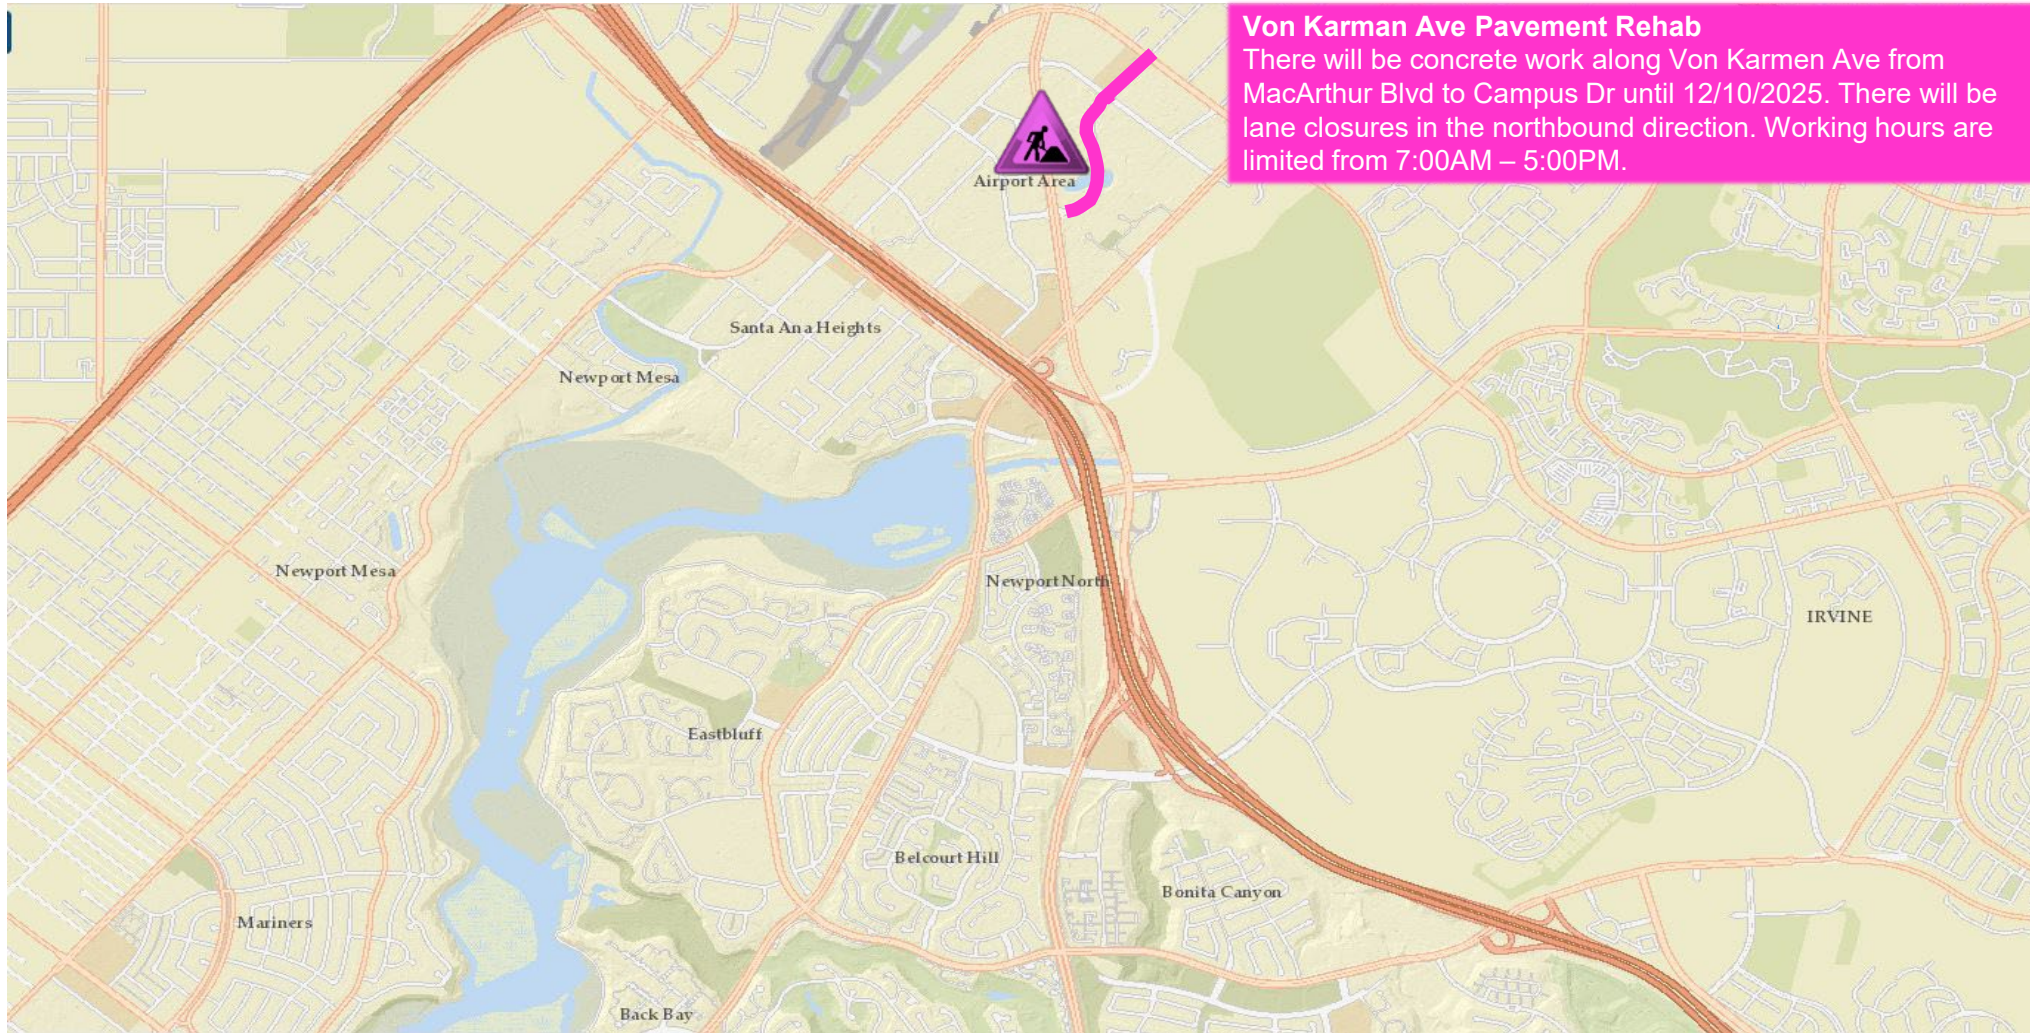 Von Karman Ave Pavement Rehab
There will be concrete work along Von Karmen Ave from
MacArthur Blvd to Campus Dr until 12/10/2025. There will be
lane closures in the northbound direction. Working hours are
limited from 7:00AM – 5:00PM.
Airport Area
Santa Ana Heights
Newport Mesa
Newport Mesa
Newport North
IRVINE
Eastbluff
Belcourt Hill
Bonita Canyon
Mariners
Back Bay